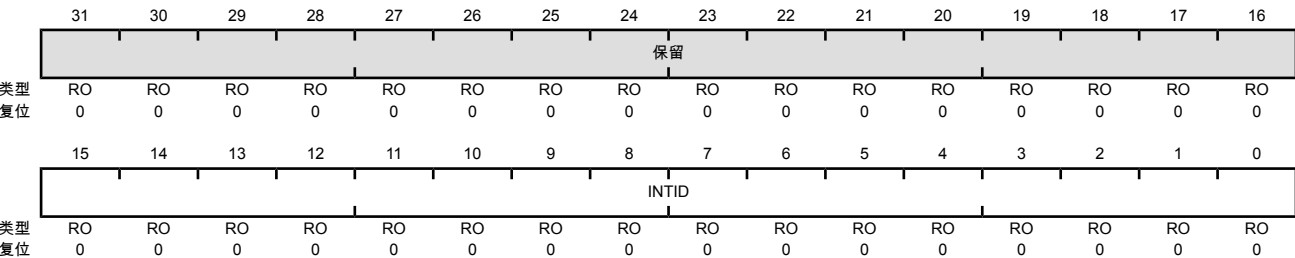 31 30 29 28 27 26 25 24 23 22 21 20 19 18 17 16
保留
类型 RO RO RO RO RO RO RO RO RO RO RO RO RO RO RO RO
复位 0 0 0 0 0 0 0 0 0 0 0 0 0 0 0 0
15 14 13 12 11 10 9 8 7 6 5 4 3 2 1 0
INTID
类型 RO RO RO RO RO RO RO RO RO RO RO RO RO RO RO RO
复位 0 0 0 0 0 0 0 0 0 0 0 0 0 0 0 0